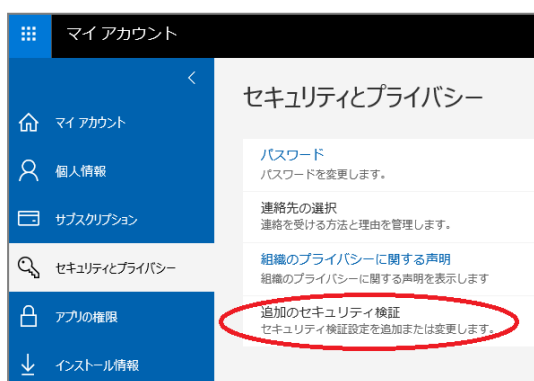 マイ アカウント
マイ アカウント
個人情報
サブスクリプション
セキュリティとプライバシー
アプリの権限
インストール情報
セキュリティとプライバシー
パスワード
パスワードを変更します。
連絡先の選択
連絡を受ける方法と理由を管理します。
組織のプライバシーに関する声明
組織のプライバシーに関する声明を表示します
追加のセキュリティ検証
セキュリティ検証設定を追加または変更します。